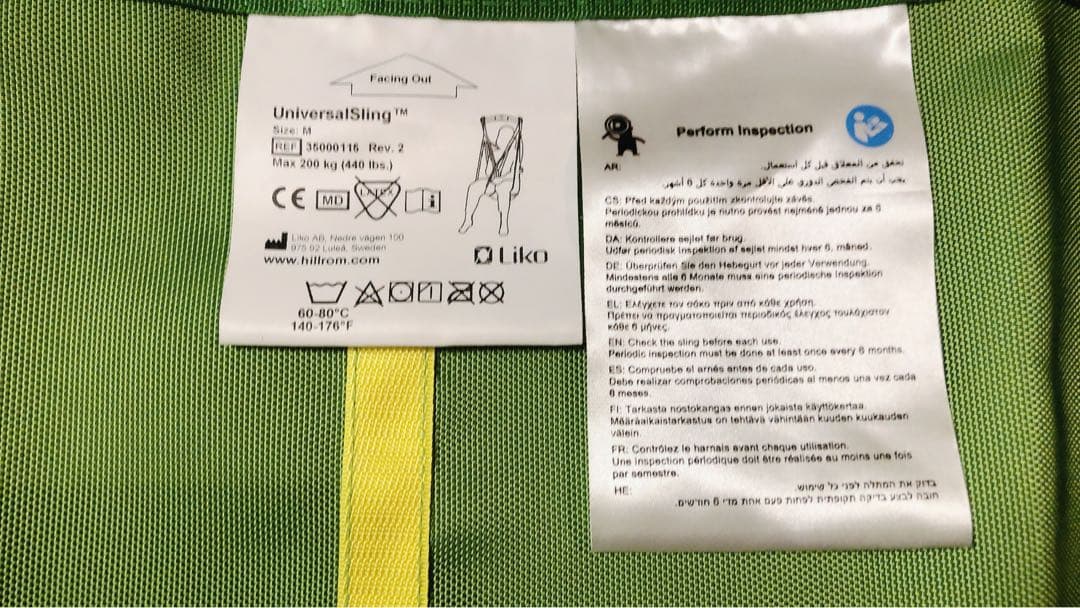 Facing Out
UniversalSling™
Size: M
REF 35000116 Rev. 2
Max 200 kg (440 lbs.)
CE MD LATEX i
Liko AB, Nedre vägen 100
975 92 Luleå, Sweden
www.hillrom.com
Liko
60-80°C
140-176°F
Perform Inspection
AR:
تحقق من المعلاق قبل كل استعمال.
يجب أن يتم الفحص الدوري على الأقل مرة واحدة كل 6 أشهر.
CS: Před každým použitím zkontrolujte závěs.
Periodickou prohlídku je nutno provést nejméně jednou za 6
měsíců.
DA: Kontrollere sejlet før brug.
Udfør periodisk inspektion af sejlet mindst hver 6. måned.
DE: Überprüfen Sie den Hebegurt vor jeder Verwendung.
Mindestens alle 6 Monate muss eine periodische Inspektion
durchgeführt werden.
EL: Ελέγχετε τον σάκο πριν από κάθε χρήση.
Πρέπει να πραγματοποιείται περιοδικός έλεγχος τουλάχιστον
κάθε 6 μήνες.
EN: Check the sling before each use.
Periodic inspection must be done at least once every 6 months.
ES: Compruebe el arnés antes de cada uso.
Debe realizar comprobaciones periódicas al menos una vez cada
6 meses.
FI: Tarkasta nostokangas ennen jokaista käyttökertaa.
Määräaikaistarkastus on tehtävä vähintään kuuden kuukauden
välein.
FR: Contrôlez le harnais avant chaque utilisation.
Une inspection périodique doit être réalisée au moins une fois
par semestre.
HE:
בדוק את המתלה לפני כל שימוש.
חובה לבצע בדיקה תקופתית לפחות פעם אחת מדי 6 חודשים.